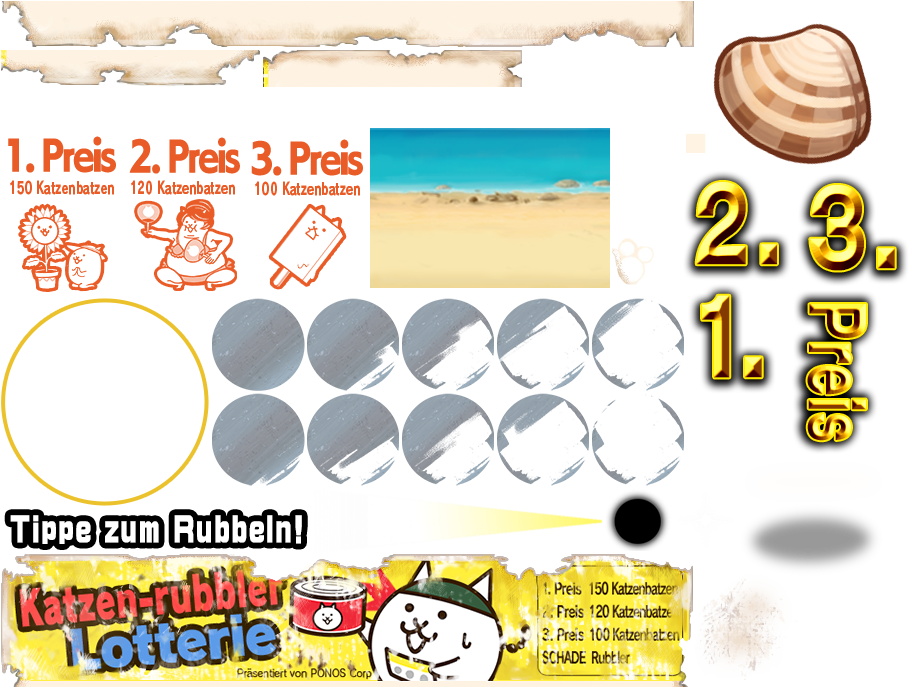 1. Preis
150 Katzenbatzen
2. Preis
120 Katzenbatzen
3. Preis
100 Katzenbatzen
2. 3.
1.
Preis
Tippe zum Rubbeln!
Katzen-rubbler
Lotterie
Präsentiert von PONOS Corp
1. Preis 150 Katzenbatzen
2. Preis 120 Katzenbatze
3. Preis 100 Katzenbatzen
SCHADE Rubbler